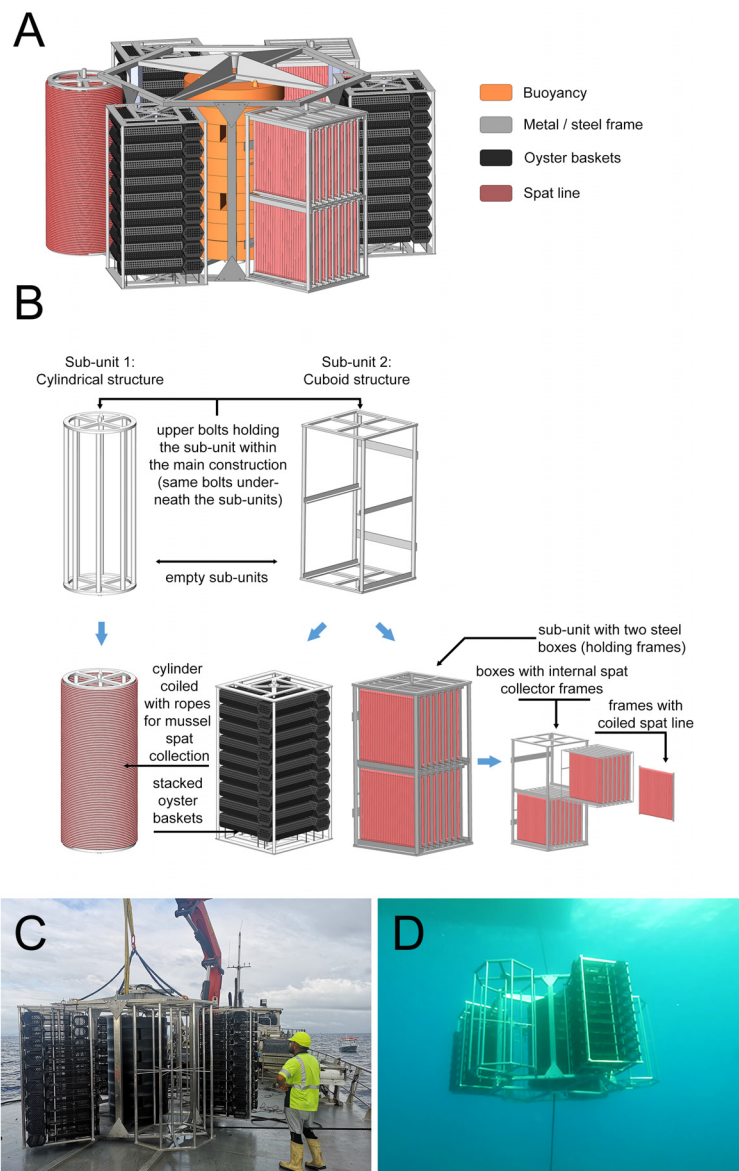 A
Buoyancy
Metal / steel frame
Oyster baskets
Spat line
B
Sub-unit 1:
Cylindrical structure
Sub-unit 2:
Cuboid structure
upper bolts holding
the sub-unit within
the main construction
(same bolts under-
neath the sub-units)
empty sub-units
sub-unit with two steel
boxes (holding frames)
boxes with internal spat
collector frames
frames with
coiled spat line
cylinder
coiled
with ropes
for mussel
spat
collection
stacked
oyster
baskets
C
D